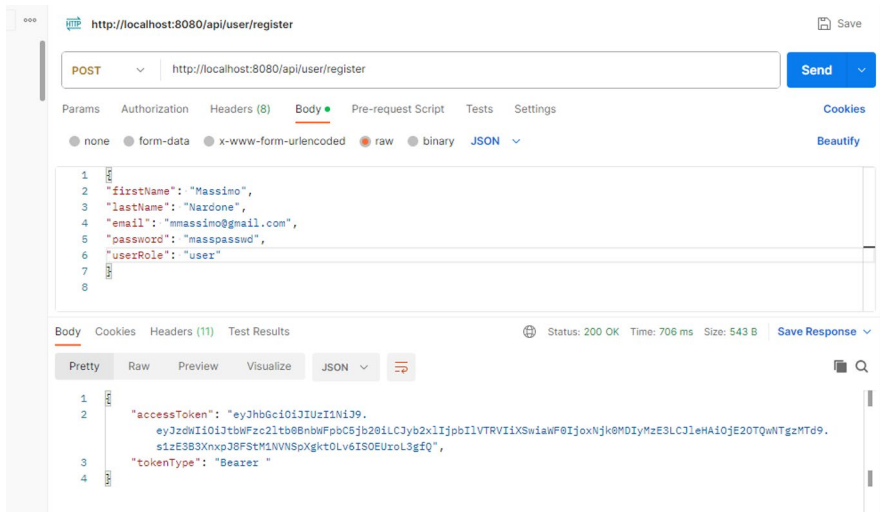 http://localhost:8080/api/user/register
Save
POST
http://localhost:8080/api/user/register
Send
Params Authorization Headers (8) Body Pre-request Script Tests Settings Cookies
none form-data x-www-form-urlencoded raw binary JSON Beautify
1 {
2 "firstName": "Massimo",
3 "lastName": "Nardone",
4 "email": "mmassimo@gmail.com",
5 "password": "masspasswd",
6 "userRole": "user"
7 }
8
Body Cookies Headers (11) Test Results Status: 200 OK Time: 706 ms Size: 543 B Save Response
Pretty Raw Preview Visualize JSON
1 {
2 "accessToken": "eyJhbGciOiJIUzI1NiJ9.
eyJzdWIiOiJtbWFzc2ltb0BnbWFpbC5jb20iLCJyb2xlIjpbIlVTRVIiXSwiaWF0IjoxNjk0MDIyMzE3LCJleHAiOjE2OTQwNTgzMTd9.
s1zE3B3XnxpJ8FStM1NVNSpXgktOLv6ISOEUroL3gfQ",
3 "tokenType": "Bearer "
4 }